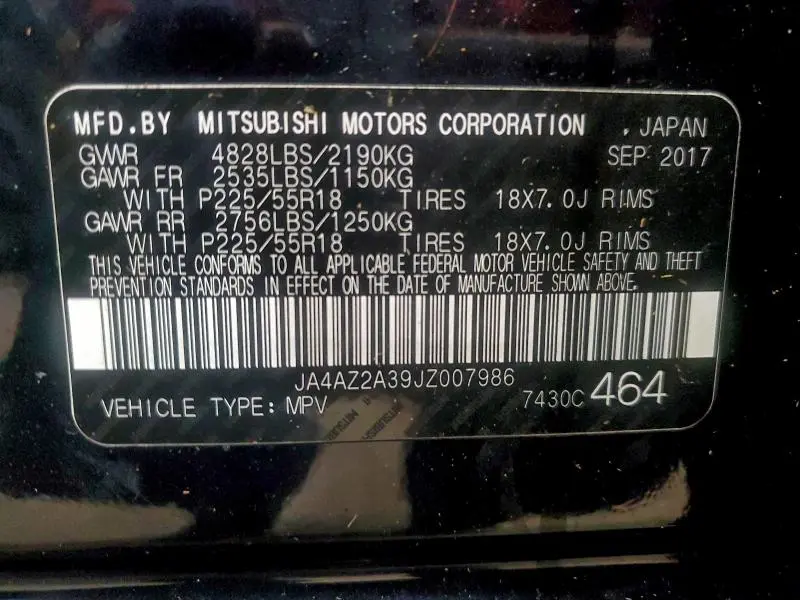 MFD.BY MITSUBISHI MOTORS CORPORATION , JAPAN
GVWR 4828LBS/2190KG SEP 2017
GAWR FR 2535LBS/1150KG
WITH P225/55R18 TIRES 18X7.0J RIMS
GAWR RR 2756LBS/1250KG
WITH P225/55R18 TIRES 18X7.0J RIMS
THIS VEHICLE CONFORMS TO ALL APPLICABLE FEDERAL MOTOR VEHICLE SAFETY AND THEFT
PREVENTION STANDARDS IN EFFECT ON THE DATE OF MANUFACTURE SHOWN ABOVE.
JA4AZ2A39JZ007986
VEHICLE TYPE: MPV 7430C 464